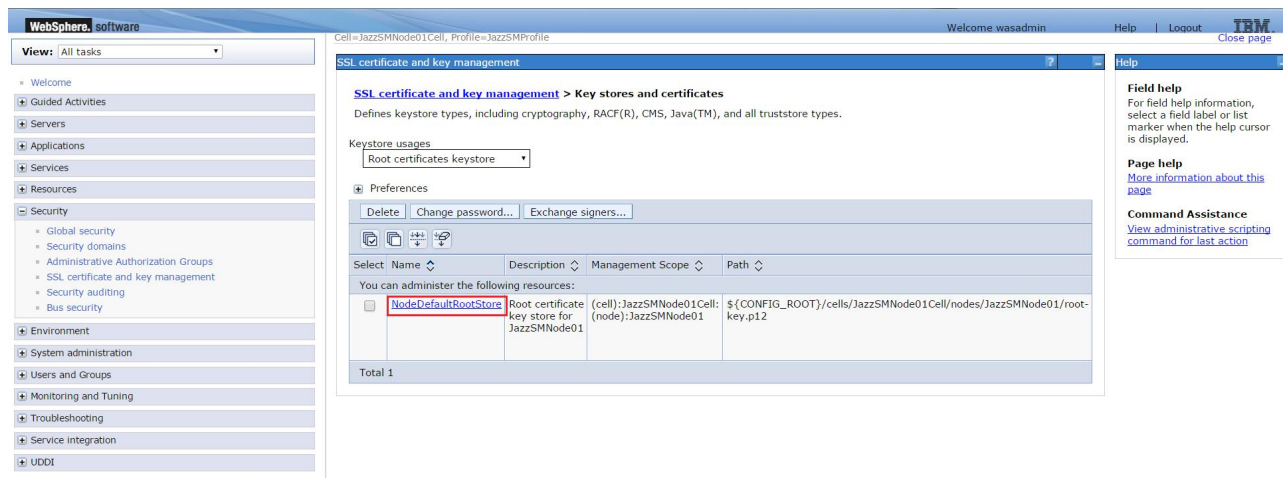 WebSphere. software
Welcome wasadmin
Help | Logout
IBM.
Close page
View: All tasks
Welcome
Guided Activities
Servers
Applications
Services
Resources
Security
Global security
Security domains
Administrative Authorization Groups
SSL certificate and key management
Security auditing
Bus security
Environment
System administration
Users and Groups
Monitoring and Tuning
Troubleshooting
Service integration
UDDI
Cell=JazzSMNode01Cell, Profile=JazzSMProfile
SSL certificate and key management
SSL certificate and key management > Key stores and certificates
Defines keystore types, including cryptography, RACF(R), CMS, Java(TM), and all truststore types.
Keystore usages
Root certificates keystore
Preferences
Delete Change password... Exchange signers...
Select Name Description Management Scope Path
You can administer the following resources:
NodeDefaultRootStore
Root certificate
key store for
JazzSMNode01
(cell):JazzSMNode01Cell:
(node):JazzSMNode01
${CONFIG_ROOT}/cells/JazzSMNode01Cell/nodes/JazzSMNode01/root-
key.p12
Total 1
Help
Field help
For field help information,
select a field label or list
marker when the help cursor
is displayed.
Page help
More information about this
page
Command Assistance
View administrative scripting
command for last action